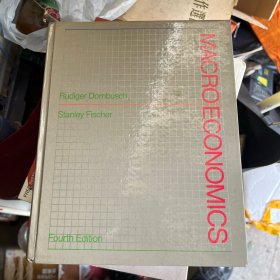 MACROECONOMICS
Rudiger Dornbusch
Stanley Fischer
Fourth Edition